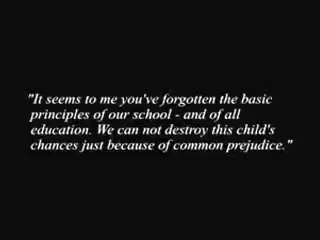 "It seems to me you've forgotten the basic
principles of our school - and of all
education. We can not destroy this child's
chances just because of common prejudice."